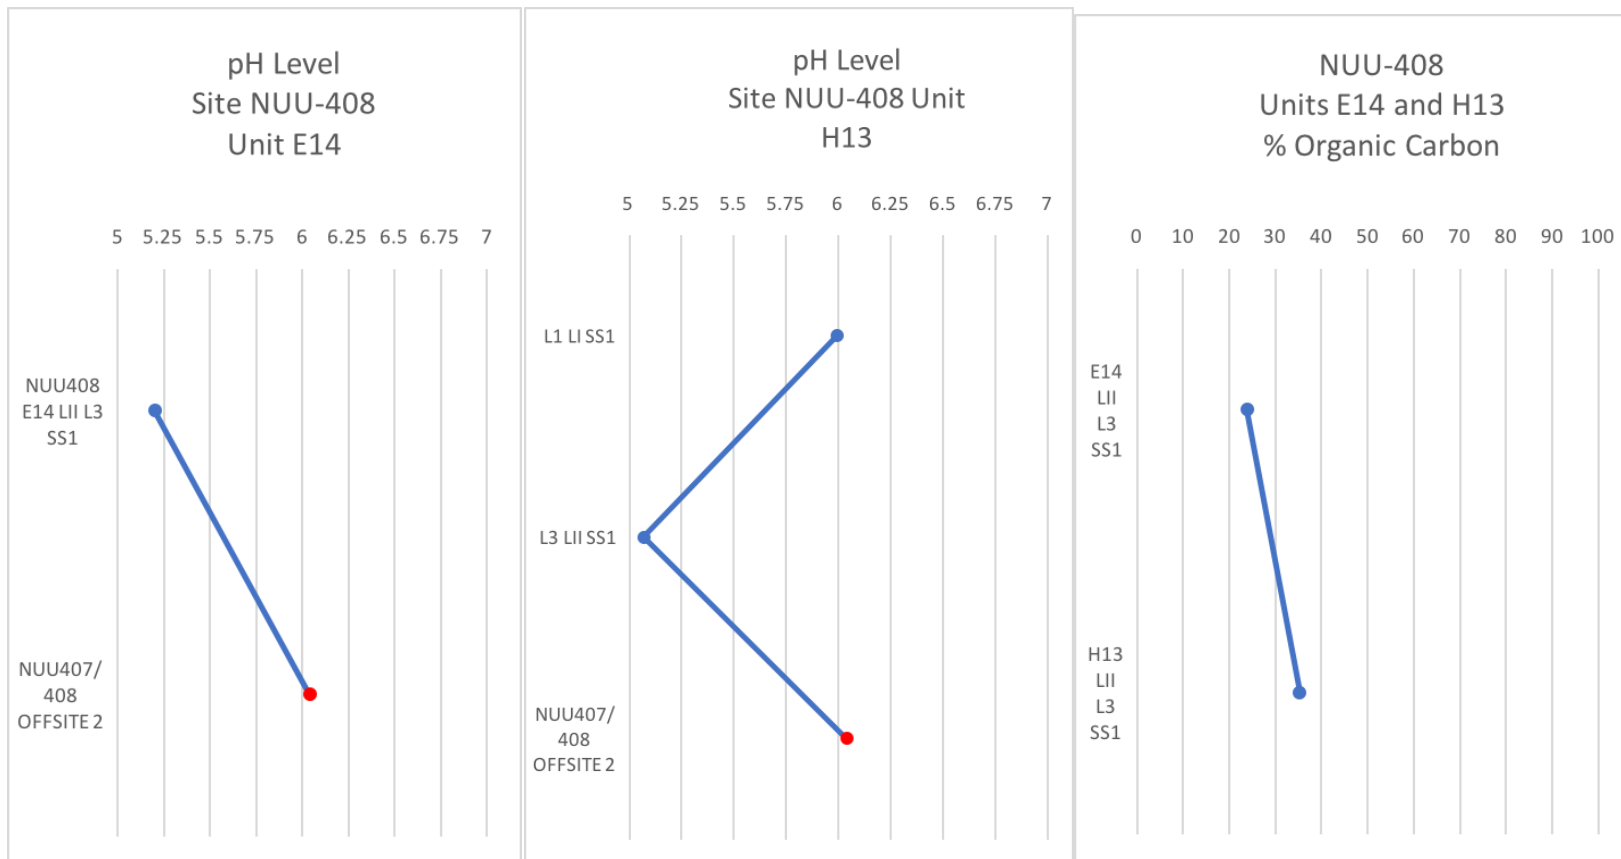 pH Level
Site NUU-408
Unit E14
5 5.25 5.5 5.75 6 6.25 6.5 6.75 7
NUU408
E14 LII L3
SS1
NUU407/
408
OFFSITE 2
pH Level
Site NUU-408 Unit
H13
5 5.25 5.5 5.75 6 6.25 6.5 6.75 7
L1 LI SS1
L3 LII SS1
NUU407/
408
OFFSITE 2
NUU-408
Units E14 and H13
% Organic Carbon
0 10 20 30 40 50 60 70 80 90 100
E14
LII
L3
SS1
H13
LII
L3
SS1